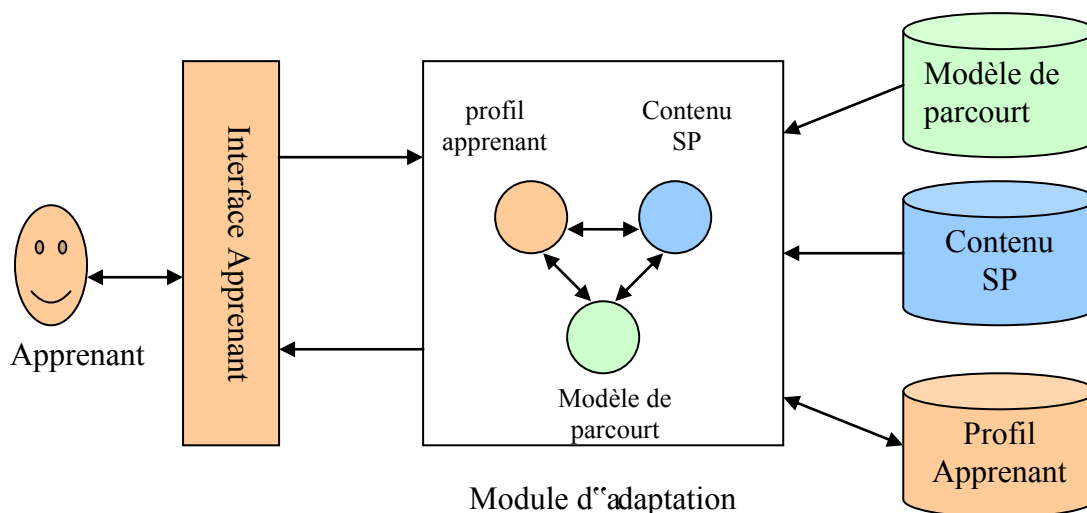 Apprenant
Interface Apprenant
profil
apprenant
Contenu
SP
Modèle de
parcourt
Module d‟adaptation
Modèle de
parcourt
Contenu
SP
Profil
Apprenant